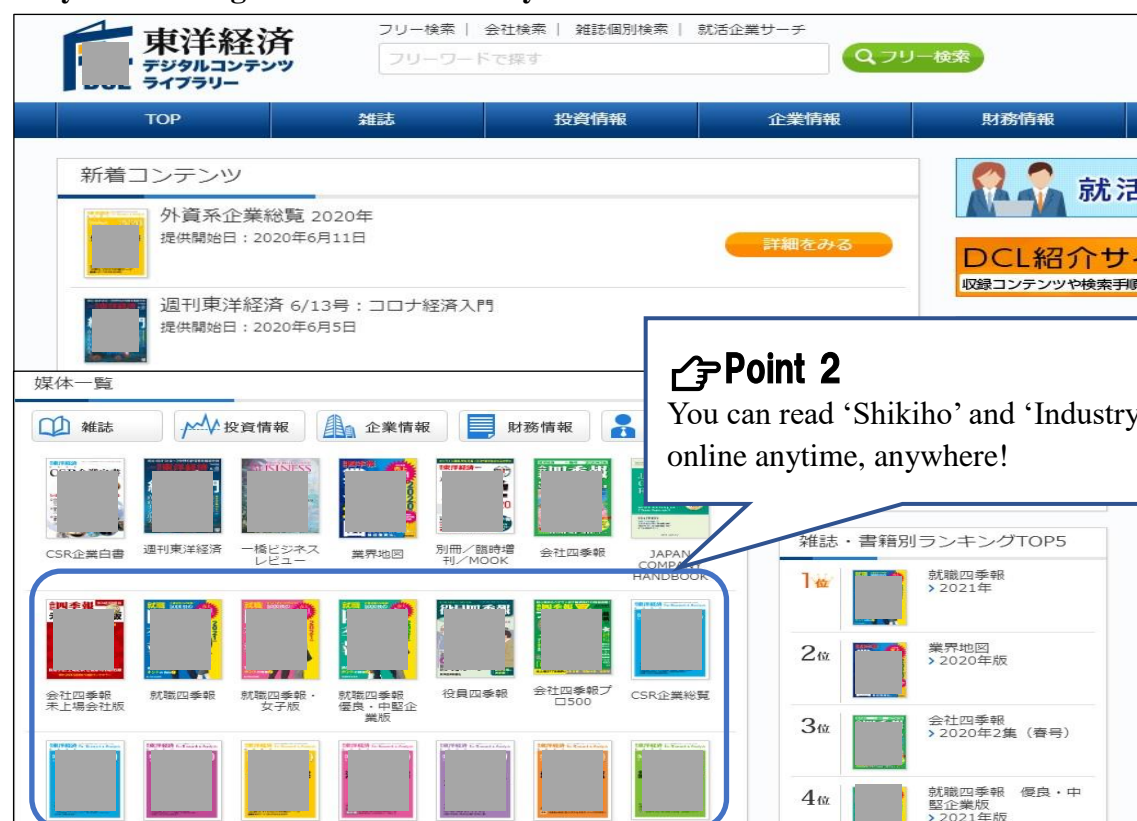 東洋経済
デジタルコンテンツ
ライブラリー
フリー検索 | 会社検索 | 雑誌個別検索 | 就活企業サーチ
フリーワードで探す
フリー検索
TOP 雑誌 投資情報 企業情報 財務情報
新着コンテンツ
外資系企業総覧 2020年
提供開始日：2020年6月11日
詳細をみる
週刊東洋経済 6/13号：コロナ経済入門
提供開始日：2020年6月5日
就活
DCL紹介サ
収録コンテンツや検索手順
Point 2
You can read ‘Shikiho’ and ‘Industry
online anytime, anywhere!
媒体一覧
雑誌 投資情報 企業情報 財務情報
CSR企業白書
週刊東洋経済
一橋ビジネス
レビュー
業界地図
別冊／臨時増
刊／MOOK
会社四季報
JAPAN
COMPANY
HANDBOOK
会社四季報
未上場会社版
就職四季報
就職四季報・
女子版
就職四季報
優良・中堅企
業版
役員四季報
会社四季報プ
ロ500
CSR企業総覧
雑誌・書籍別ランキングTOP5
1位 就職四季報
> 2021年
2位 業界地図
> 2020年版
3位 会社四季報
> 2020年2集（春号）
4位 就職四季報　優良・中
堅企業版
> 2021年版